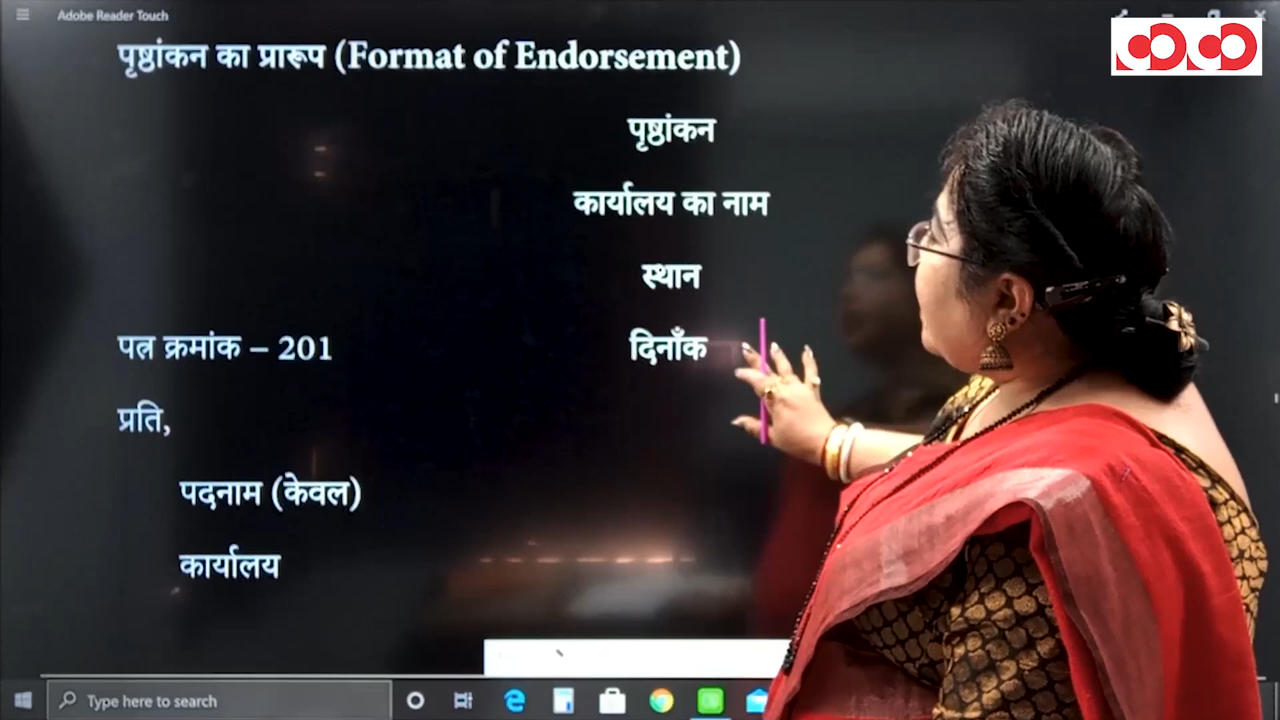 Adobe Reader Touch
पृष्ठांकन का प्रारूप (Format of Endorsement)
पृष्ठांकन
कार्यालय का नाम
स्थान
पत्र क्रमांक – 201 दिनाँक
प्रति,
पदनाम (केवल)
कार्यालय
Type here to search